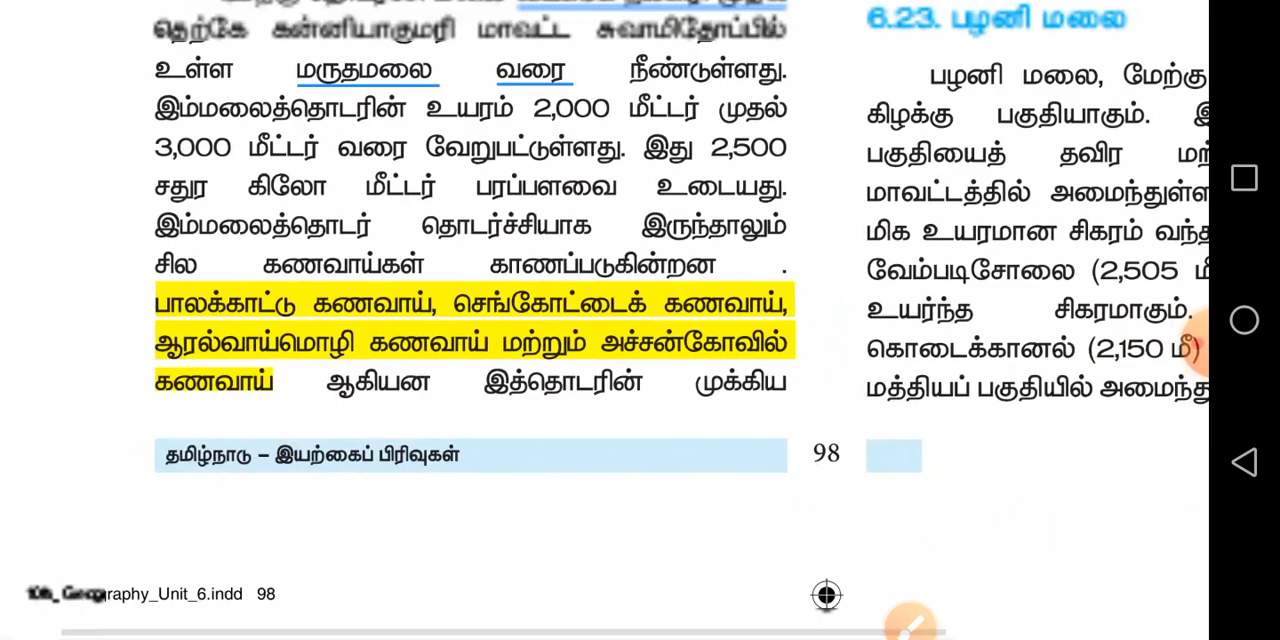 தெற்கே கன்னியாகுமரி மாவட்ட சுவாமிதோப்பில்
உள்ள மருதமலை வரை நீண்டுள்ளது.
இம்மலைத்தொடரின் உயரம் 2,000 மீட்டர் முதல்
3,000 மீட்டர் வரை வேறுபட்டுள்ளது. இது 2,500
சதுர கிலோ மீட்டர் பரப்பளவை உடையது.
இம்மலைத்தொடர் தொடர்ச்சியாக இருந்தாலும்
சில கணவாய்கள் காணப்படுகின்றன .
பாலக்காட்டு கணவாய், செங்கோட்டைக் கணவாய்,
ஆரல்வாய்மொழி கணவாய் மற்றும் அச்சன்கோவில்
கணவாய் ஆகியன இத்தொடரின் முக்கிய
தமிழ்நாடு – இயற்கைப் பிரிவுகள்
98
6.23. பழனி மலை
பழனி மலை, மேற்கு
கிழக்கு பகுதியாகும்.
பகுதியைத் தவிர
மாவட்டத்தில் அமைந்துள்ள
மிக உயரமான சிகரம் வந்த
வேம்படிசோலை (2,505 மீ
உயர்ந்த சிகரமாகும்.
கொடைக்கானல் (2,150 மீ)
மத்தியப் பகுதியில் அமைந்து
raphy_Unit_6.indd 98